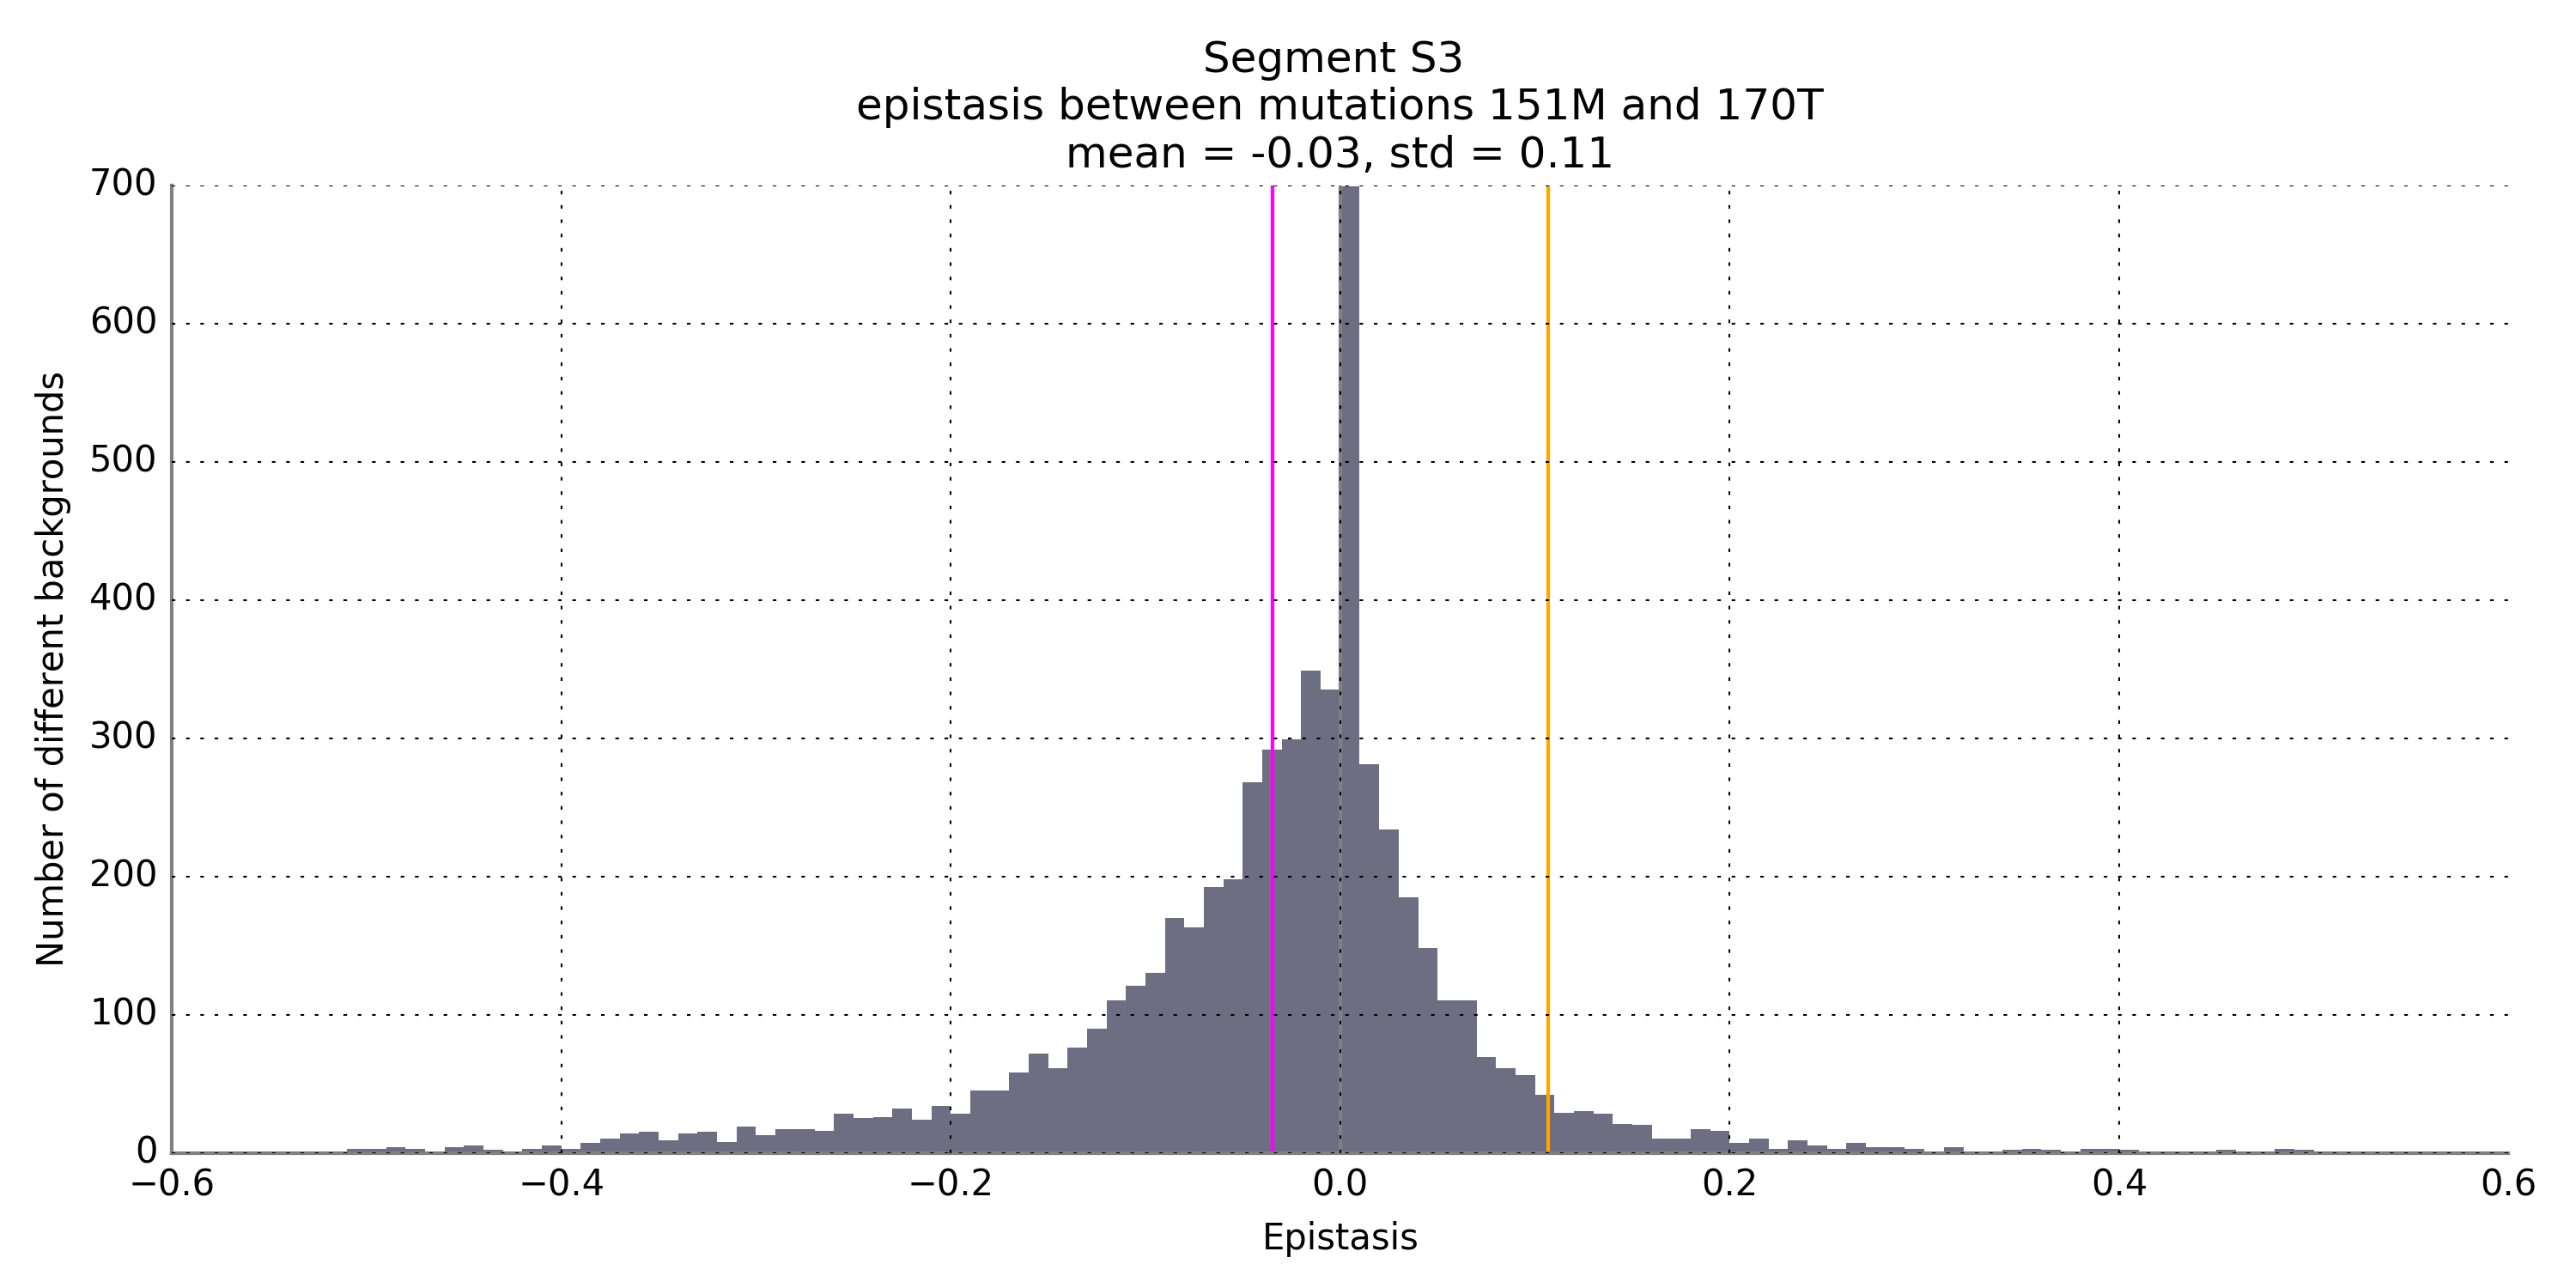 Segment S3
epistasis between mutations 151M and 170T
mean = -0.03, std = 0.11
700
600
500
400
300
200
100
0
Number of different backgrounds
−0.6 −0.4 −0.2 0.0 0.2 0.4 0.6
Epistasis